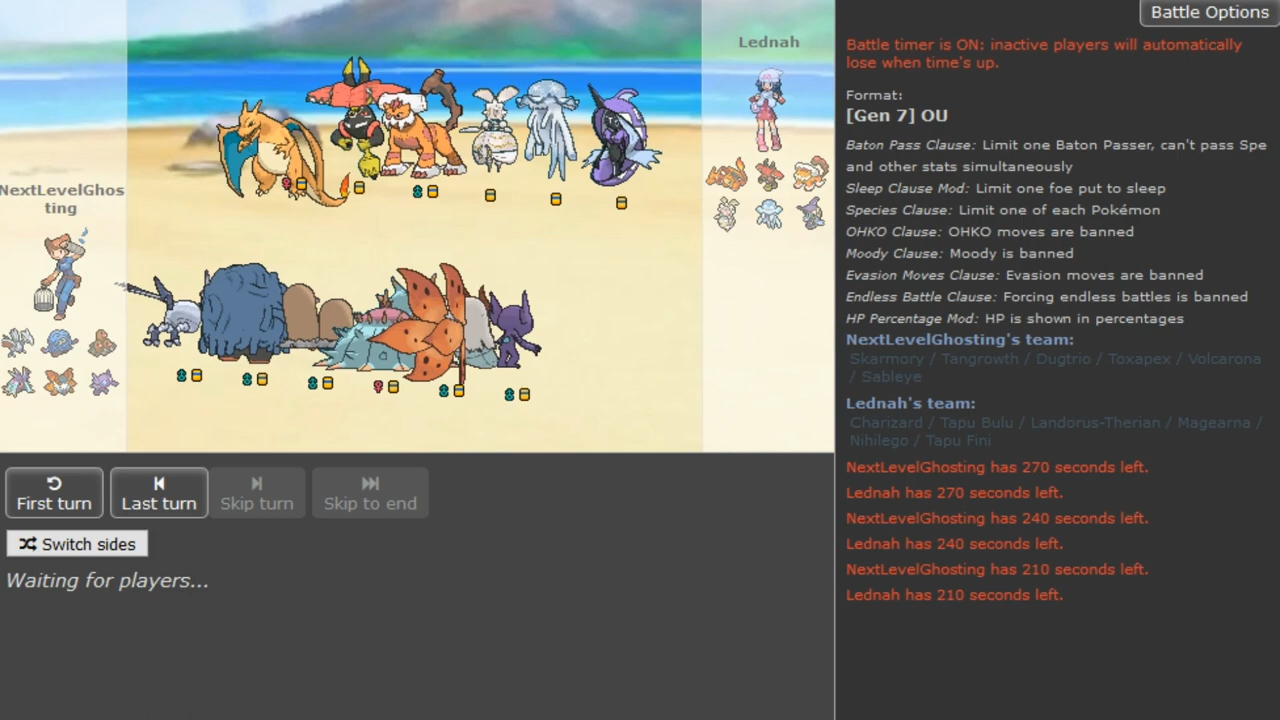 Battle Options
Lednah
NextLevelGhos
ting
First turn
Last turn
Skip turn
Skip to end
Switch sides
Waiting for players...
Battle timer is ON: inactive players will automatically
lose when time's up.
Format:
[Gen 7] OU
Baton Pass Clause: Limit one Baton Passer, can't pass Spe
and other stats simultaneously
Sleep Clause Mod: Limit one foe put to sleep
Species Clause: Limit one of each Pokémon
OHKO Clause: OHKO moves are banned
Moody Clause: Moody is banned
Evasion Moves Clause: Evasion moves are banned
Endless Battle Clause: Forcing endless battles is banned
HP Percentage Mod: HP is shown in percentages
NextLevelGhosting's team:
Skarmory / Tangrowth / Dugtrio / Toxapex / Volcarona
/ Sableye
Lednah's team:
Charizard / Tapu Bulu / Landorus-Therian / Magearna /
Nihilego / Tapu Fini
NextLevelGhosting has 270 seconds left.
Lednah has 270 seconds left.
NextLevelGhosting has 240 seconds left.
Lednah has 240 seconds left.
NextLevelGhosting has 210 seconds left.
Lednah has 210 seconds left.